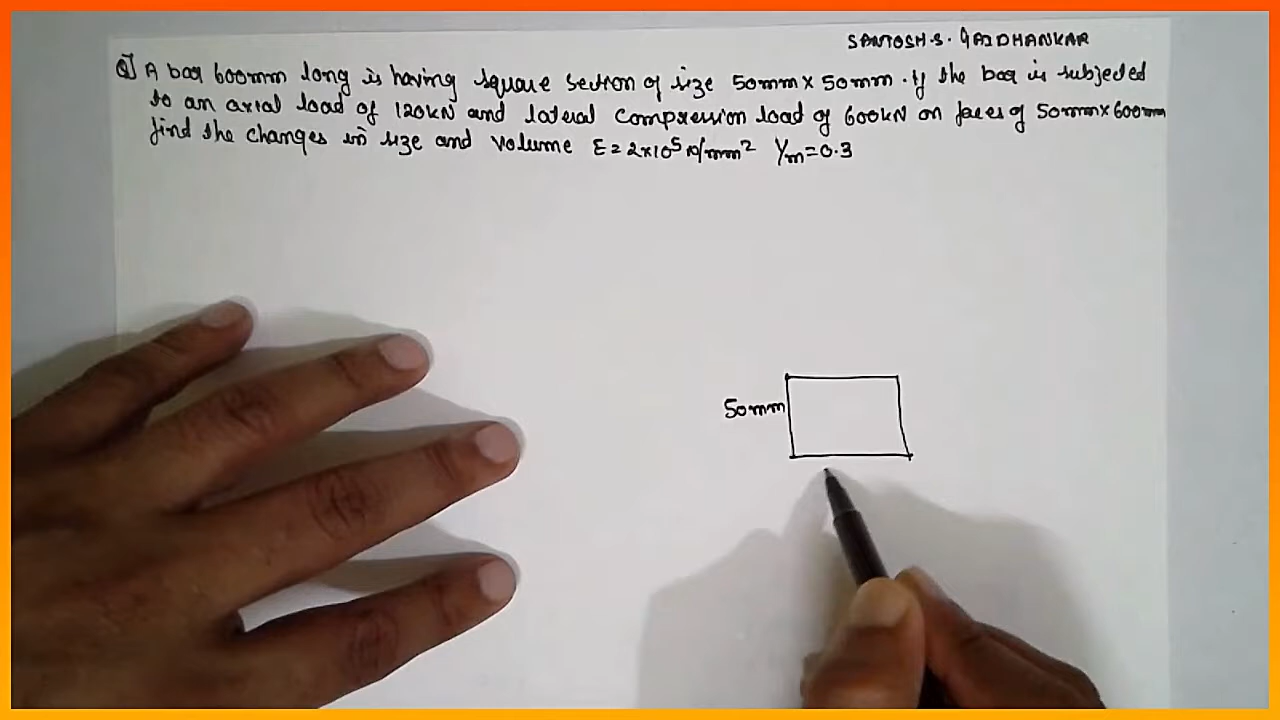 SANTOSH.S. GAIDHANKAR
Q] A bar 600mm long is having square section of size 50mm x 50mm. If the bar is subjected
to an axial load of 120kN and lateral compression load of 600kN on faces of 50mm x 600mm
find the changes in size and volume E = 2x10⁵ N/mm² 1/m = 0.3
50mm